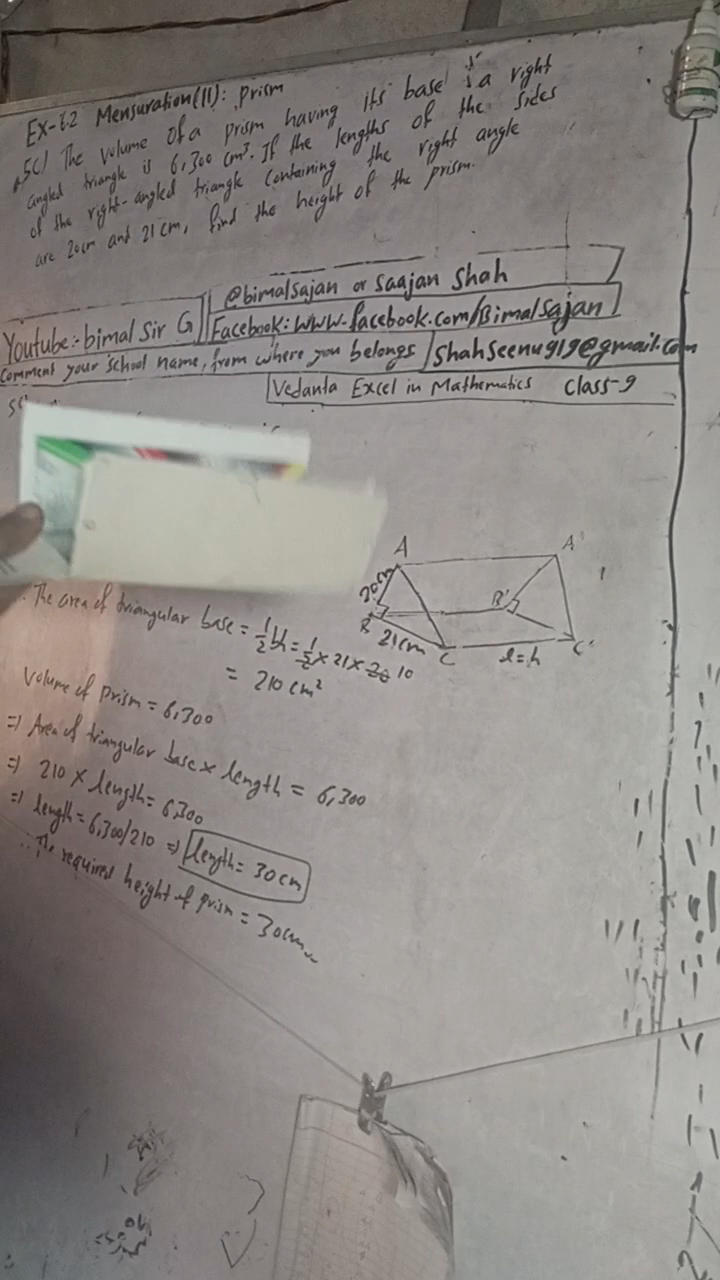 Ex-6.2 Mensuration(II): Prism
5c) The volume of a prism having its base is a right
angled triangle is 6,300 cm³. If the lengths of the sides
of the right-angled triangle containing the right angle
are 20cm and 21cm, find the height of the prism.
@bimalsajan or Saajan Shah
Youtube:- bimal Sir G
Facebook: www.facebook.com/Bimalsajan
Comment your school name, from where you belongs
shahseenu919@gmail.com
Vedanta Excel in Mathematics Class-9
A
A'
20cm
B
B'
21cm
C
l=h
C'
The area of triangular base = 1/2 bh = 1/2 × 21 × 20 10
= 210 cm²
Volume of prism = 6,300
⇒ Area of triangular base × length = 6,300
⇒ 210 × length = 6,300
⇒ length = 6,300/210 ⇒ length = 30cm
∴ The required height of prism = 30cm